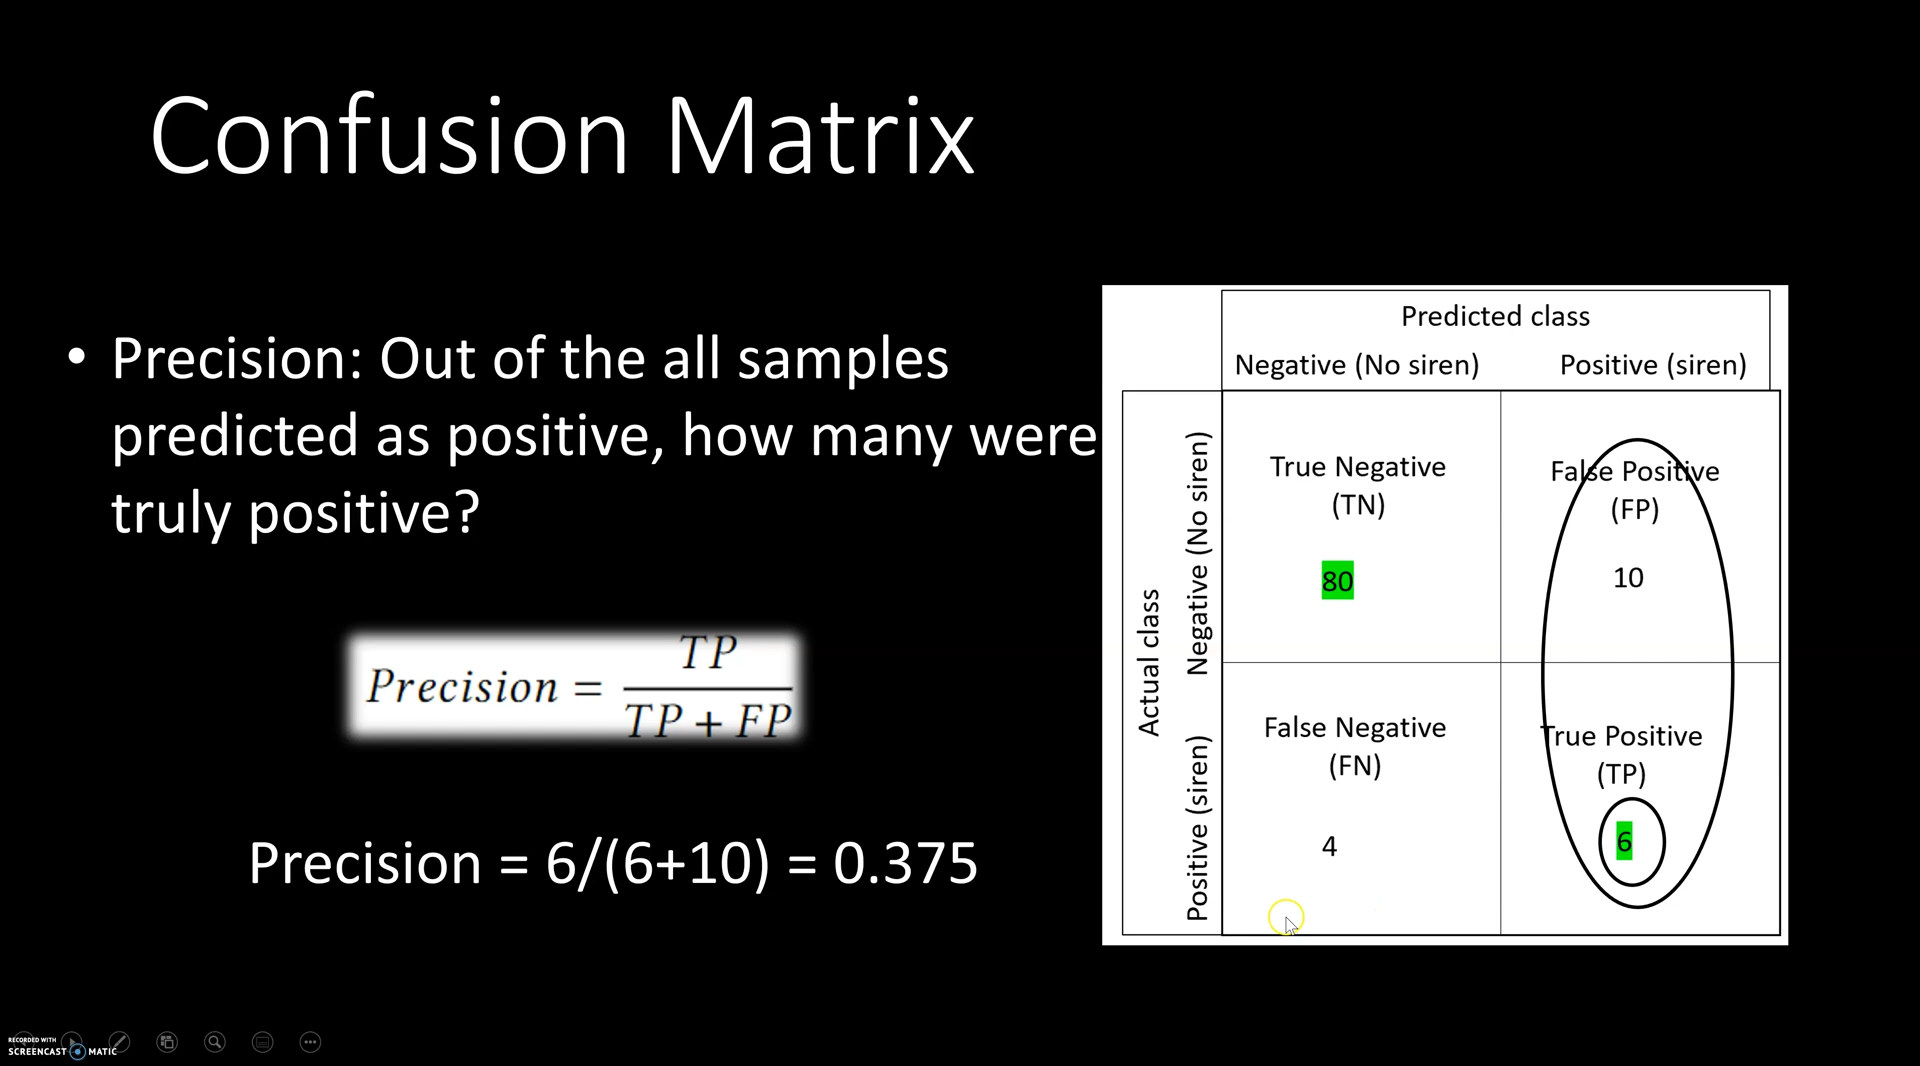 Confusion Matrix
• Precision: Out of the all samples
predicted as positive, how many were
truly positive?
Precision = TP
TP + FP
Precision = 6/(6+10) = 0.375
Predicted class
Negative (No siren) Positive (siren)
Actual class
Negative (No siren)
Positive (siren)
True Negative
(TN)
80
False Positive
(FP)
10
False Negative
(FN)
4
True Positive
(TP)
6
RECORDED WITH
SCREENCAST MATIC